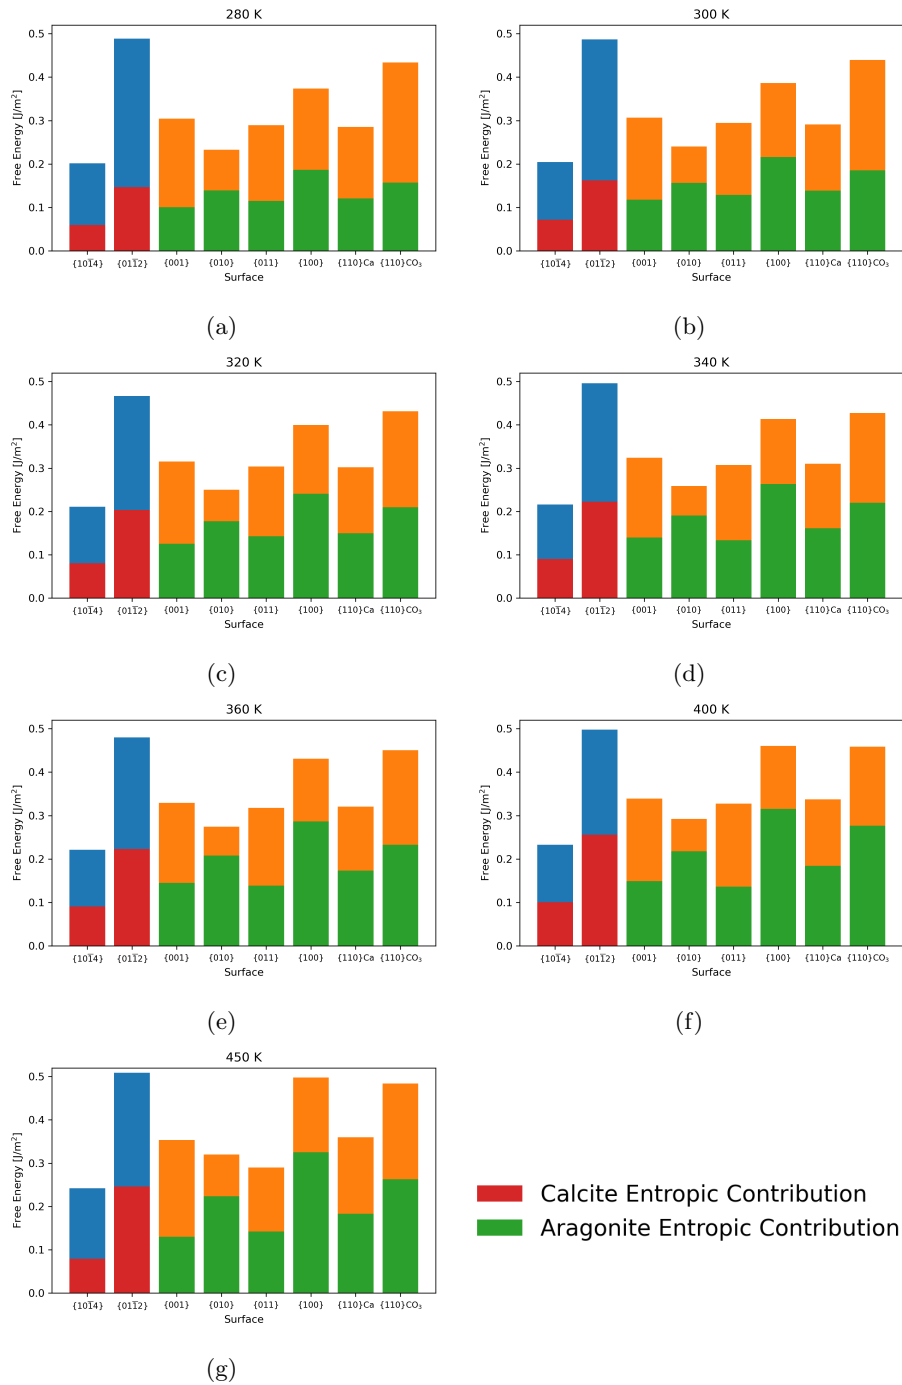 280 K
Free Energy [J/m²]
0.5
0.4
0.3
0.2
0.1
0.0
{101̄4} {011̄2} {001} {010} {011} {100} {110}Ca {110}CO₃
Surface
(a)
300 K
Free Energy [J/m²]
0.5
0.4
0.3
0.2
0.1
0.0
{101̄4} {011̄2} {001} {010} {011} {100} {110}Ca {110}CO₃
Surface
(b)
320 K
Free Energy [J/m²]
0.5
0.4
0.3
0.2
0.1
0.0
{101̄4} {011̄2} {001} {010} {011} {100} {110}Ca {110}CO₃
Surface
(c)
340 K
Free Energy [J/m²]
0.5
0.4
0.3
0.2
0.1
0.0
{101̄4} {011̄2} {001} {010} {011} {100} {110}Ca {110}CO₃
Surface
(d)
360 K
Free Energy [J/m²]
0.5
0.4
0.3
0.2
0.1
0.0
{101̄4} {011̄2} {001} {010} {011} {100} {110}Ca {110}CO₃
Surface
(e)
400 K
Free Energy [J/m²]
0.5
0.4
0.3
0.2
0.1
0.0
{101̄4} {011̄2} {001} {010} {011} {100} {110}Ca {110}CO₃
Surface
(f)
450 K
Free Energy [J/m²]
0.5
0.4
0.3
0.2
0.1
0.0
{101̄4} {011̄2} {001} {010} {011} {100} {110}Ca {110}CO₃
Surface
(g)
Calcite Entropic Contribution
Aragonite Entropic Contribution